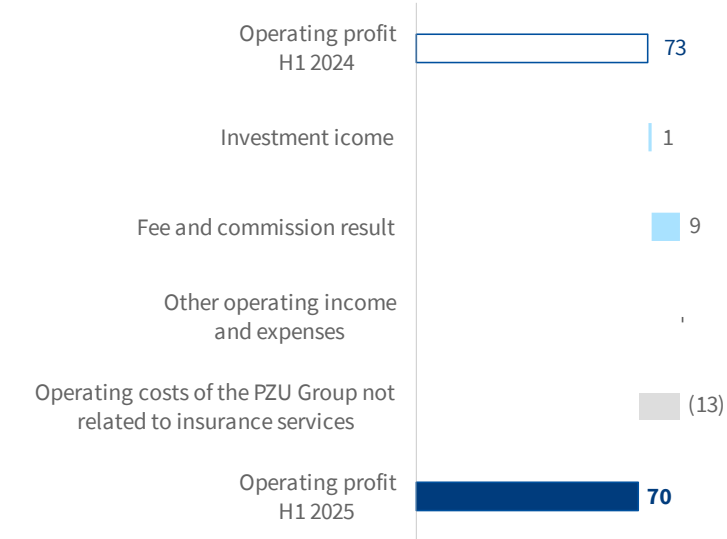 Operating profit
H1 2024
73
Investment icome
1
Fee and commission result
9
Other operating income
and expenses
'
Operating costs of the PZU Group not
related to insurance services
(13)
Operating profit
H1 2025
70